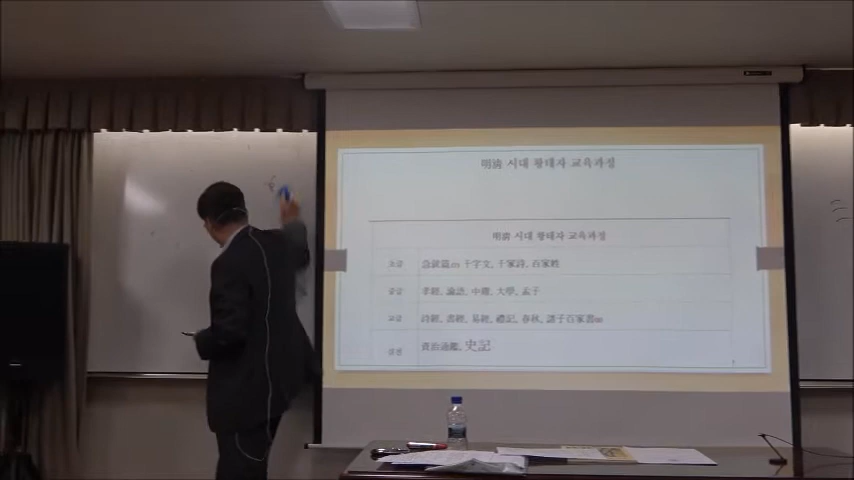 明淸 시대 황태자 교육과정
明淸 시대 황태자 교육과정
초급 急就篇 千字文, 千家詩, 百家姓
중급 孝經, 論語, 中庸, 大學, 孟子
고급 詩經, 書經, 易經, 禮記, 春秋, 諸子百家書
資治通鑑, 史記